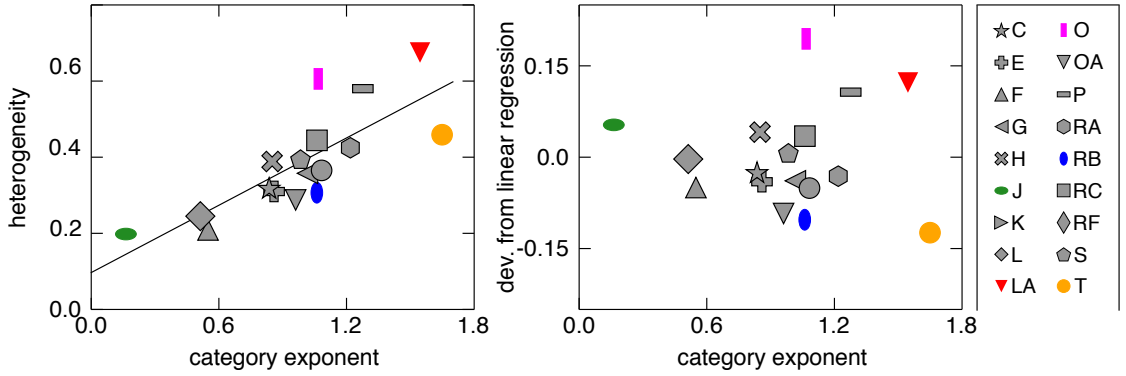 heterogeneity
0.6
0.4
0.2
0.0
0.0 0.6 1.2 1.8
category exponent
dev. from linear regression
0.15
0.0
-0.15
0.0 0.6 1.2 1.8
category exponent
C O
E OA
F P
G RA
H RB
J RC
K RF
L S
LA T